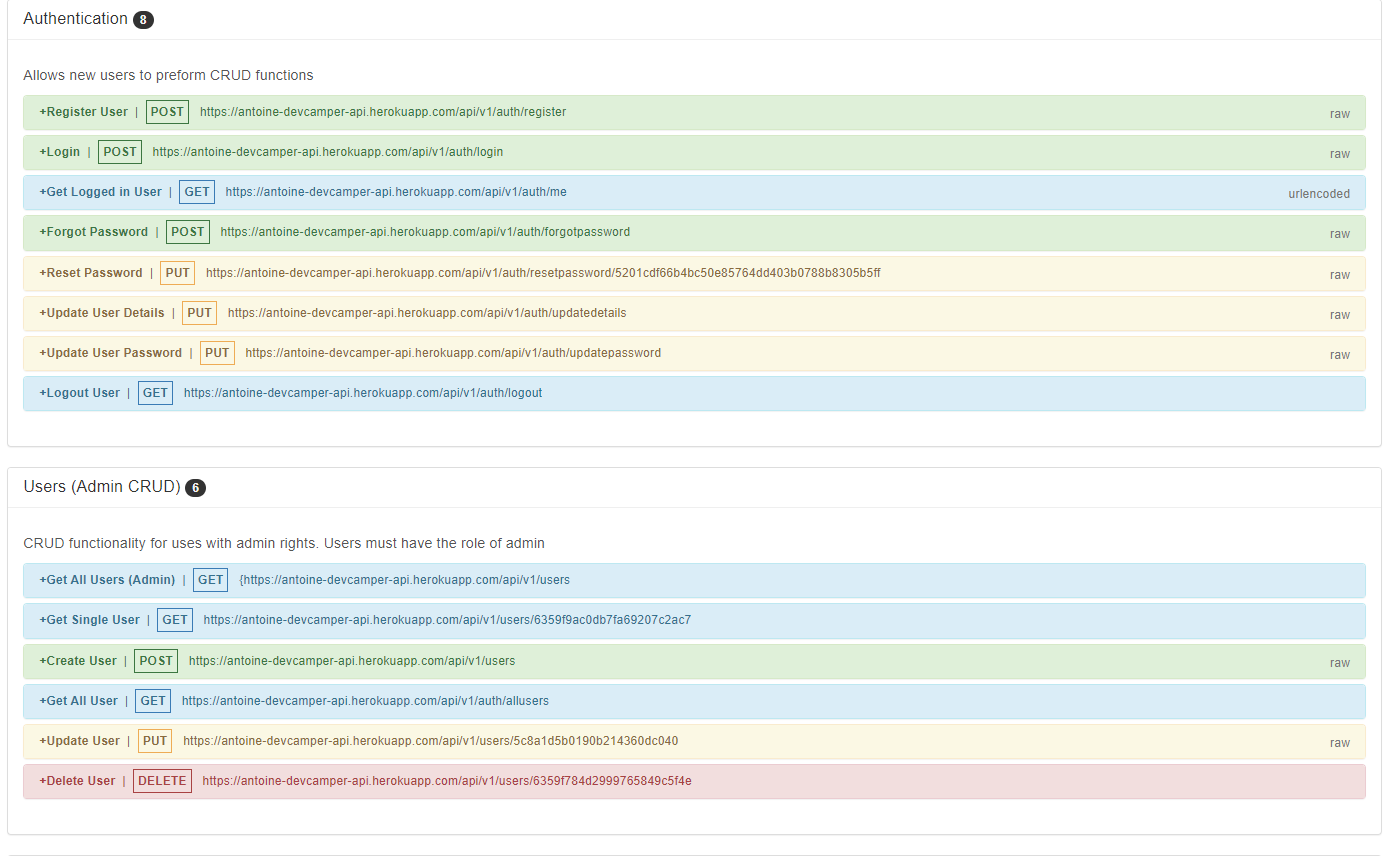 Authentication 8
Allows new users to preform CRUD functions
+Register User | POST https://antoine-devcamper-api.herokuapp.com/api/v1/auth/register raw
+Login | POST https://antoine-devcamper-api.herokuapp.com/api/v1/auth/login raw
+Get Logged in User | GET https://antoine-devcamper-api.herokuapp.com/api/v1/auth/me urlencoded
+Forgot Password | POST https://antoine-devcamper-api.herokuapp.com/api/v1/auth/forgotpassword raw
+Reset Password | PUT https://antoine-devcamper-api.herokuapp.com/api/v1/auth/resetpassword/5201cdf66b4bc50e85764dd403b0788b8305b5ff raw
+Update User Details | PUT https://antoine-devcamper-api.herokuapp.com/api/v1/auth/updatedetails raw
+Update User Password | PUT https://antoine-devcamper-api.herokuapp.com/api/v1/auth/updatepassword raw
+Logout User | GET https://antoine-devcamper-api.herokuapp.com/api/v1/auth/logout
Users (Admin CRUD) 6
CRUD functionality for uses with admin rights. Users must have the role of admin
+Get All Users (Admin) | GET {https://antoine-devcamper-api.herokuapp.com/api/v1/users
+Get Single User | GET https://antoine-devcamper-api.herokuapp.com/api/v1/users/6359f9ac0db7fa69207c2ac7
+Create User | POST https://antoine-devcamper-api.herokuapp.com/api/v1/users raw
+Get All User | GET https://antoine-devcamper-api.herokuapp.com/api/v1/auth/allusers
+Update User | PUT https://antoine-devcamper-api.herokuapp.com/api/v1/users/5c8a1d5b0190b214360dc040 raw
+Delete User | DELETE https://antoine-devcamper-api.herokuapp.com/api/v1/users/6359f784d2999765849c5f4e